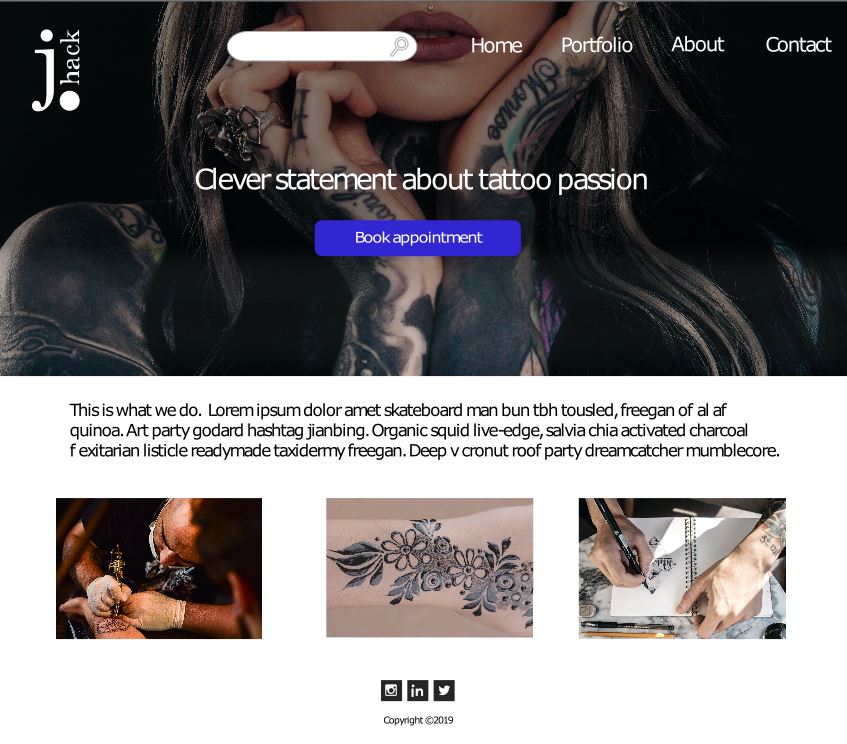 j.hack
Home Portfolio About Contact
Monroe
Clever statement about tattoo passion
Book appointment
This is what we do. Lorem ipsum dolor amet skateboard man bun tbh tousled, freegan of al af
quinoa. Art party godard hashtag jianbing. Organic squid live-edge, salvia chia activated charcoal
f exitarian listicle readymade taxidermy freegan. Deep v cronut roof party dreamcatcher mumblecore.
in
Copyright ©2019